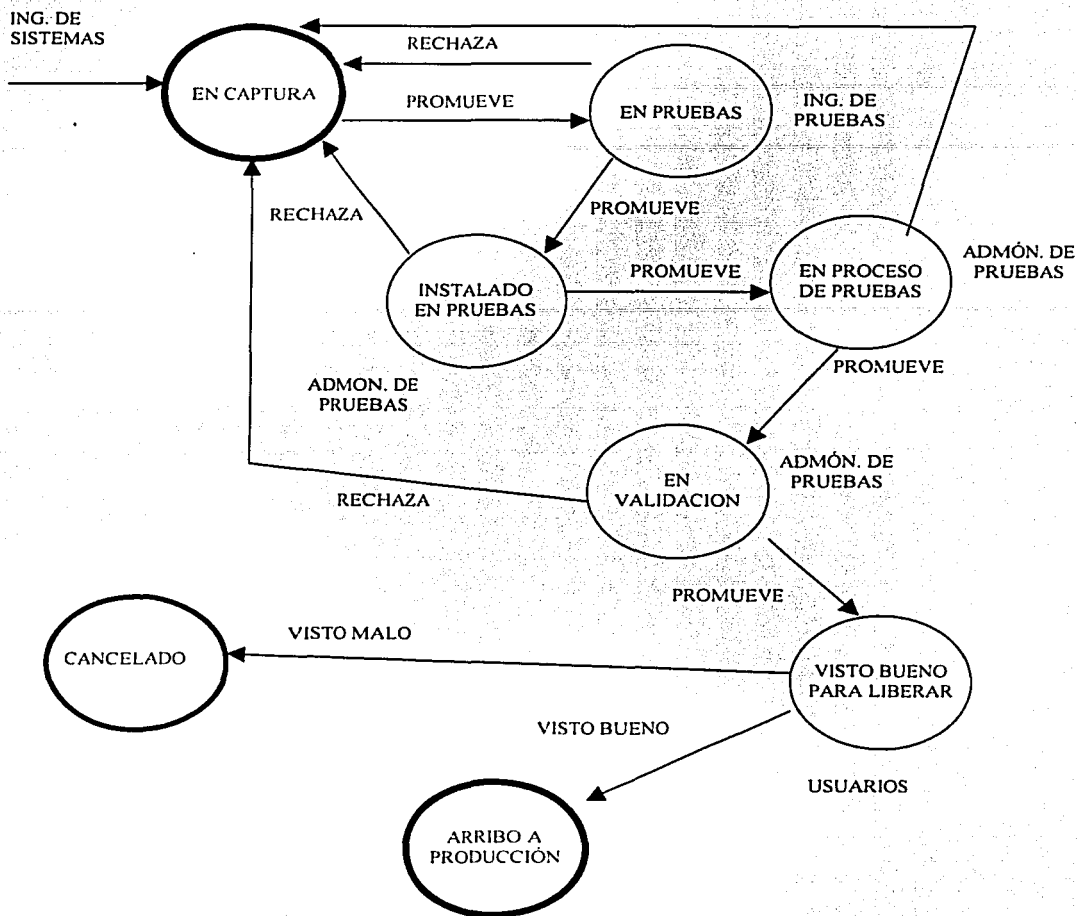 ING. DE
SISTEMAS
RECHAZA
EN CAPTURA
PROMUEVE
EN PRUEBAS
ING. DE
PRUEBAS
RECHAZA
PROMUEVE
INSTALADO
EN PRUEBAS
PROMUEVE
EN PROCESO
DE PRUEBAS
ADMÓN. DE
PRUEBAS
ADMON. DE
PRUEBAS
PROMUEVE
EN
VALIDACION
ADMÓN. DE
PRUEBAS
RECHAZA
PROMUEVE
CANCELADO
VISTO MALO
VISTO BUENO
PARA LIBERAR
VISTO BUENO
USUARIOS
ARRIBO A
PRODUCCIÓN